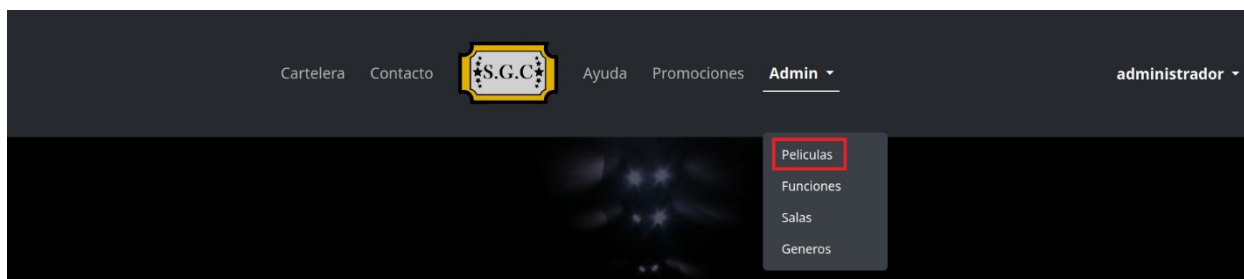 Cartelera Contacto S.G.C Ayuda Promociones Admin administrador
Peliculas
Funciones
Salas
Generos